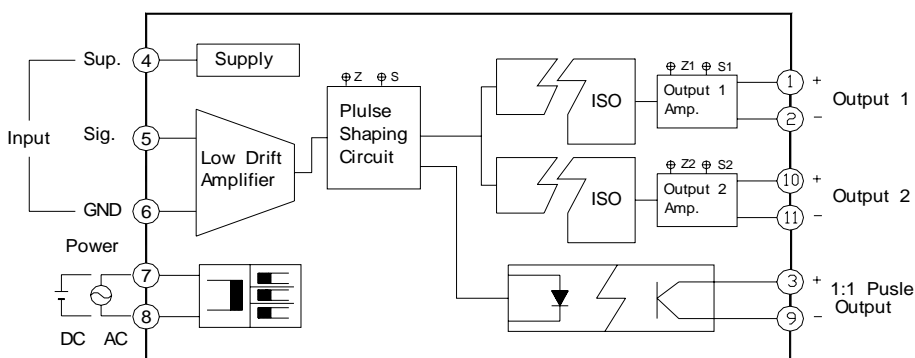 Sup.
4
Supply
Input
Sig.
5
Low Drift
Amplifier
GND
6
Z S
Plulse
Shaping
Circuit
ISO
Z1 S1
Output 1
Amp.
1 +
2 −
Output 1
ISO
Z2 S2
Output 2
Amp.
10 +
11 −
Output 2
Power
7
8
DC AC
3 +
9 −
1:1 Pusle
Output